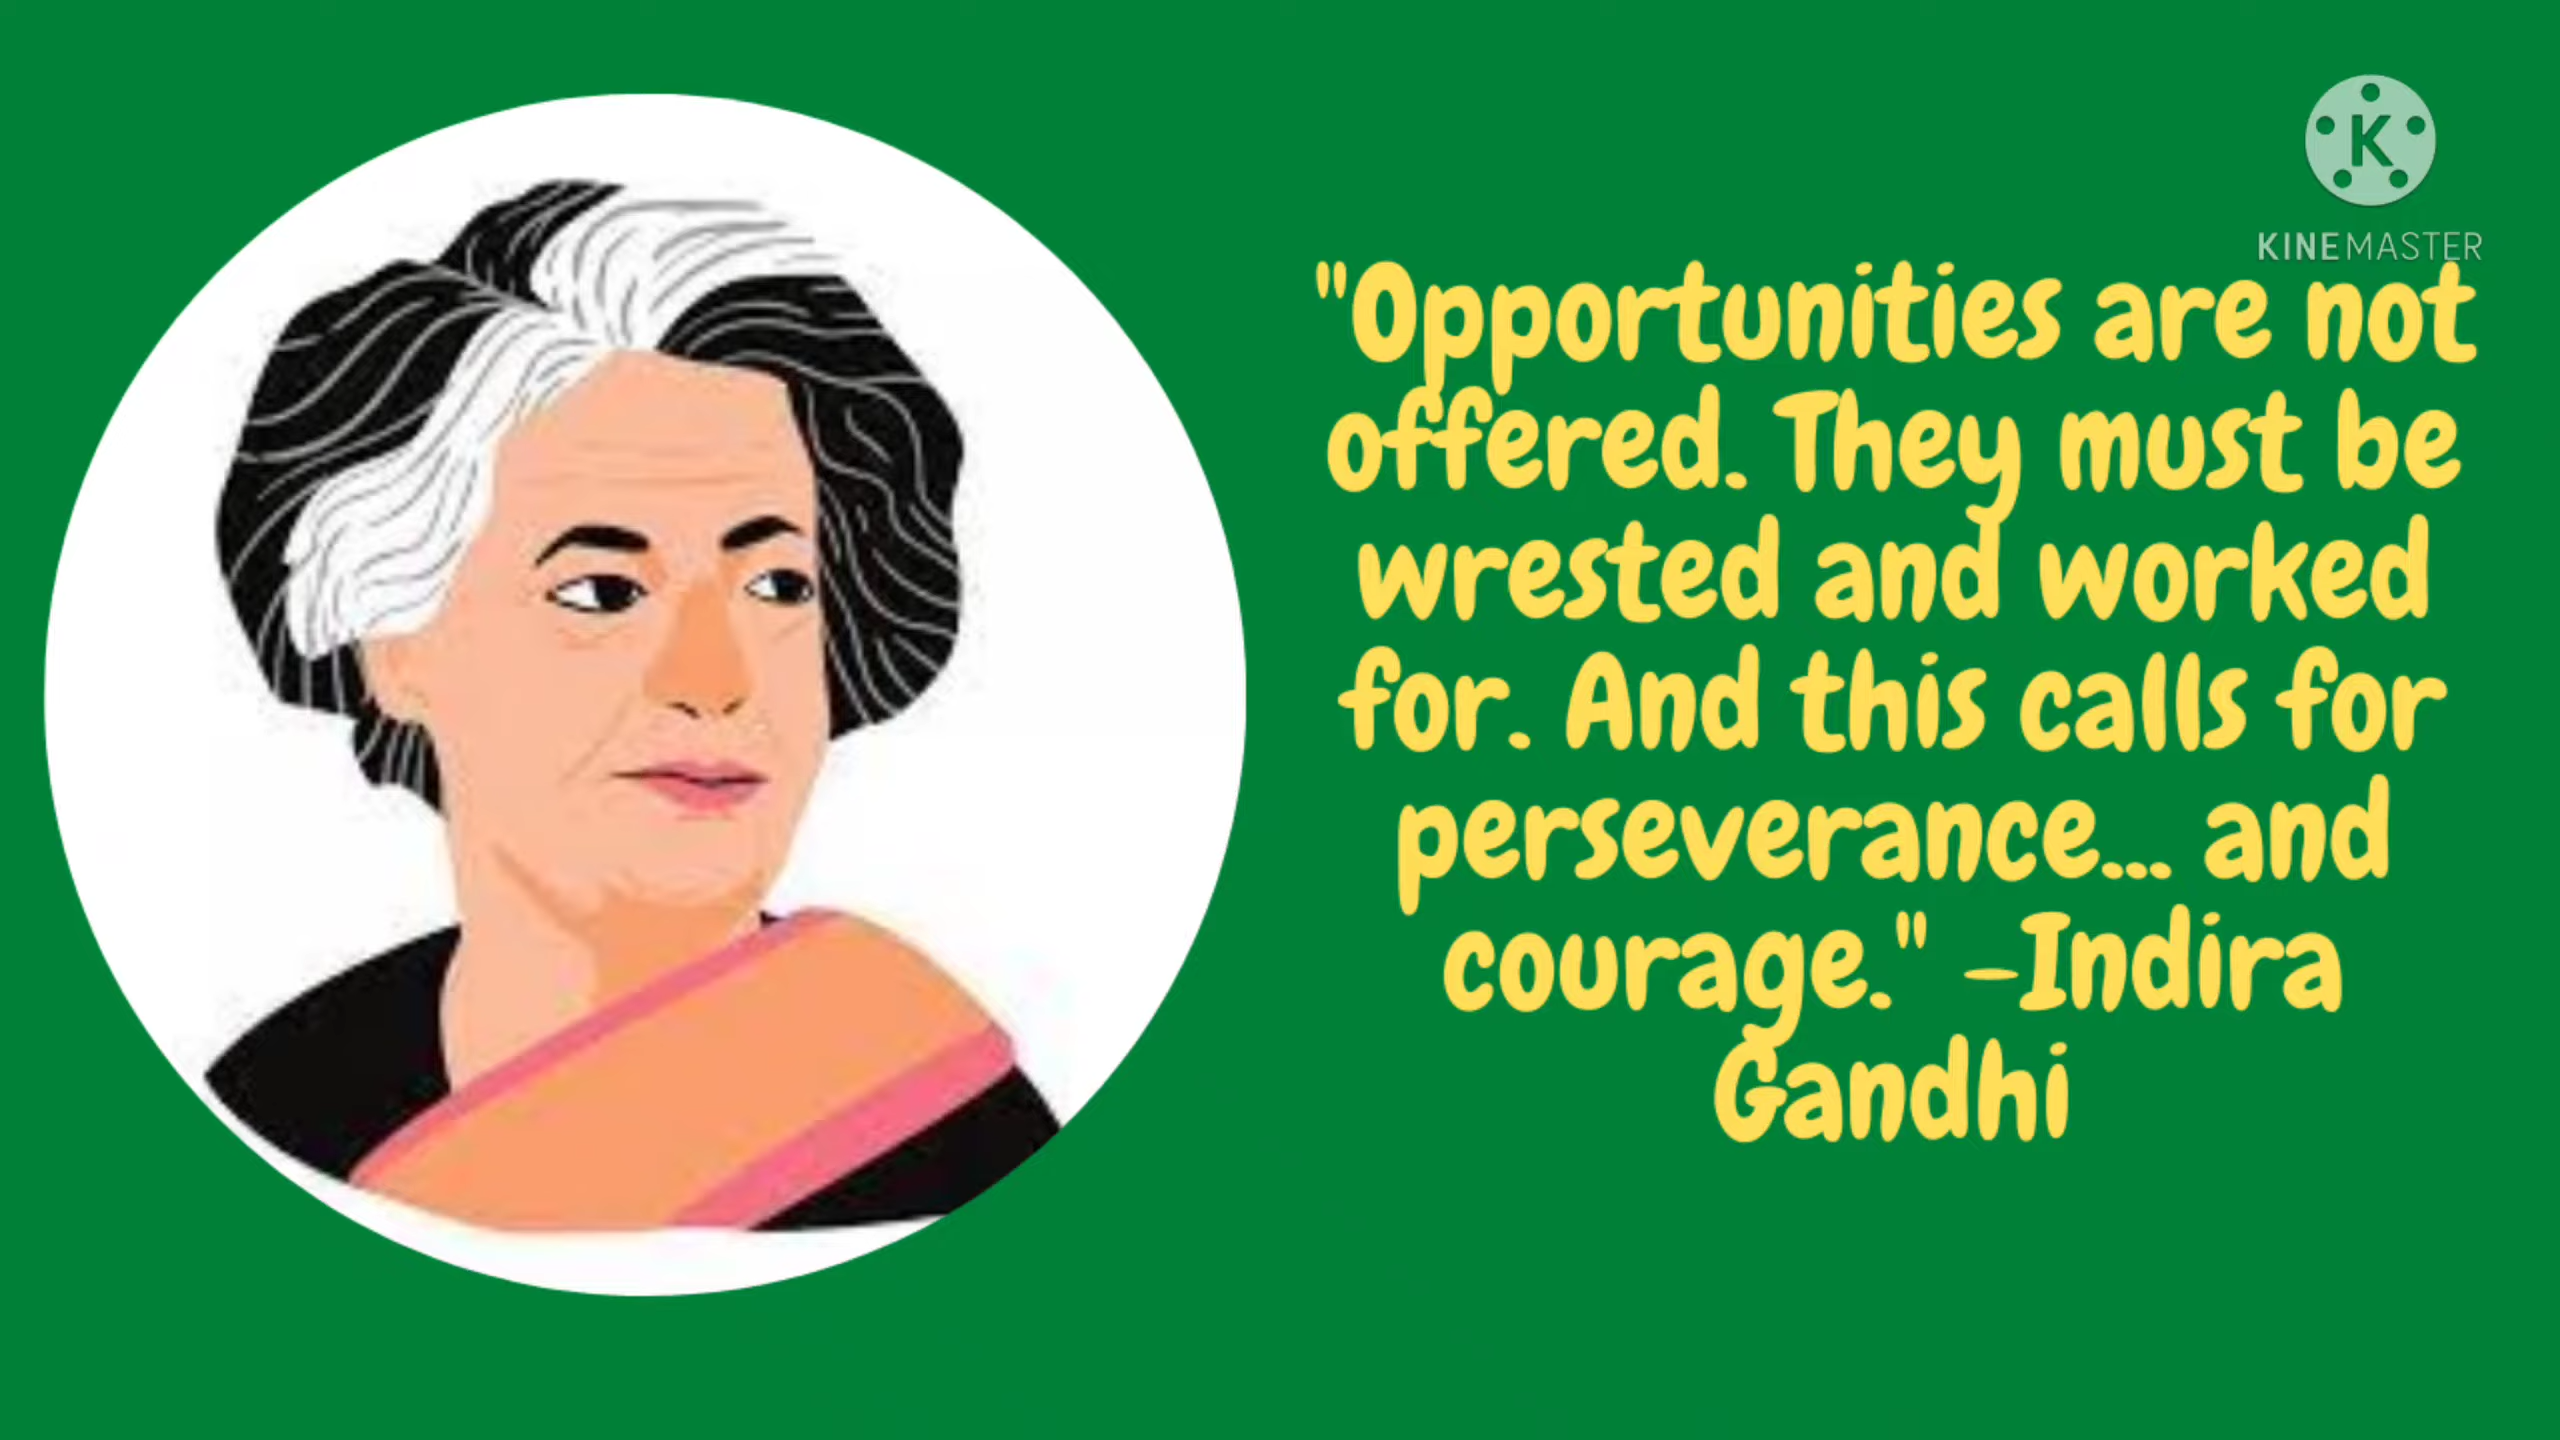 K
KINEMASTER
"Opportunities are not
offered. They must be
wrested and worked
for. And this calls for
perseverance... and
courage." -Indira
Gandhi